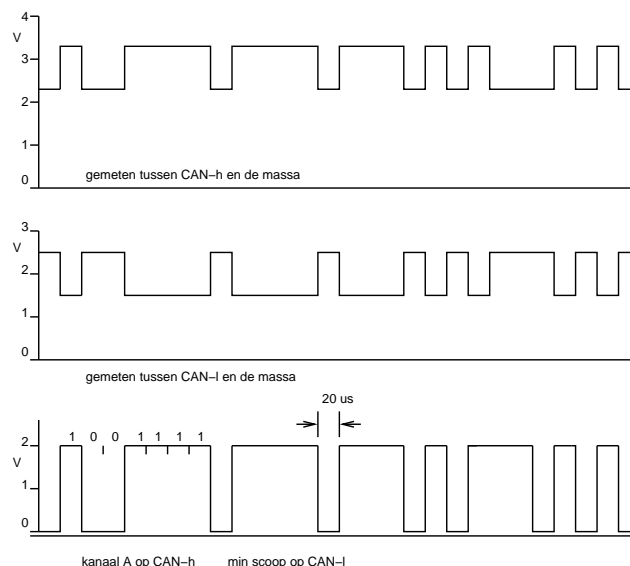 4
V
3
2
1
0
gemeten tussen CAN−h en de massa
3
V
2
1
0
gemeten tussen CAN−l en de massa
20 us
1 0 0 1 1 1 1
2
V
1
0
kanaal A op CAN−h min scoop op CAN−l